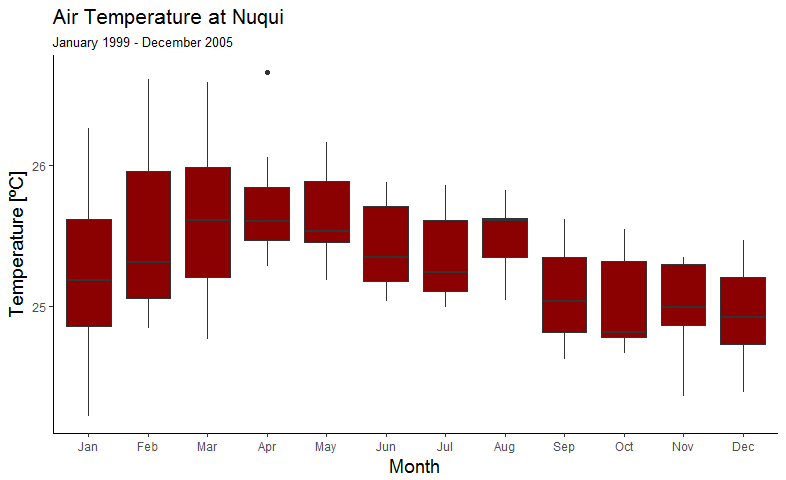 Air Temperature at Nuqui
January 1999 - December 2005
Temperature [ºC]
26
25
Jan Feb Mar Apr May Jun Jul Aug Sep Oct Nov Dec
Month